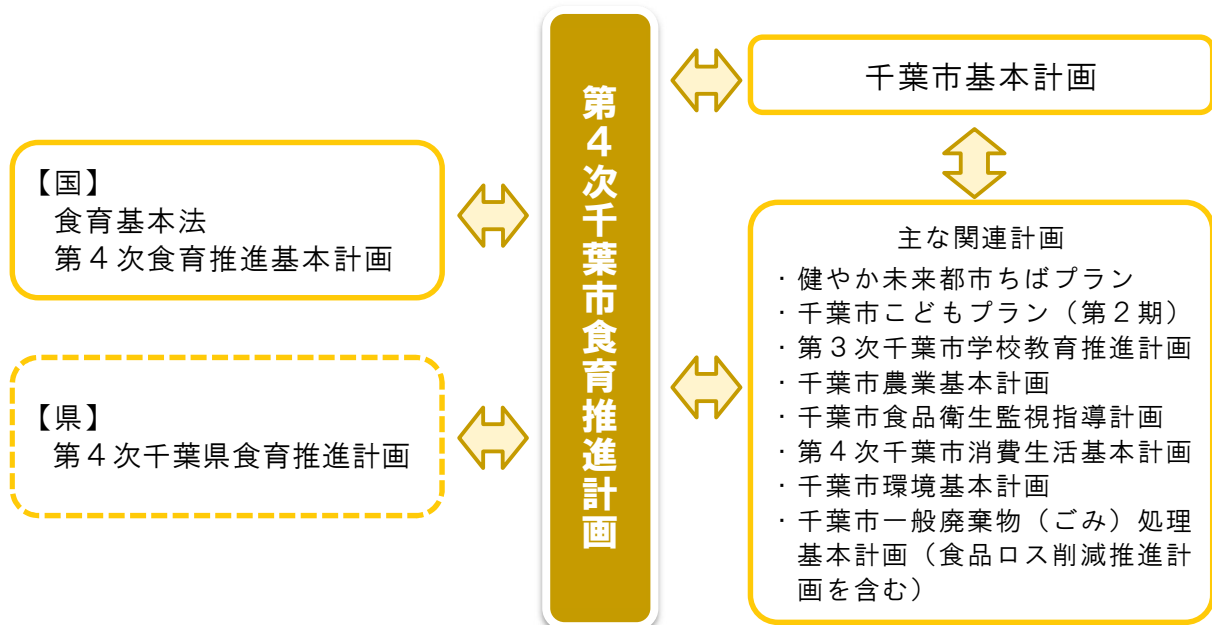 【国】
食育基本法
第４次食育推進基本計画
【県】
第４次千葉県食育推進計画
第４次千葉市食育推進計画
千葉市基本計画
主な関連計画
・健やか未来都市ちばプラン
・千葉市こどもプラン（第２期）
・第３次千葉市学校教育推進計画
・千葉市農業基本計画
・千葉市食品衛生監視指導計画
・第４次千葉市消費生活基本計画
・千葉市環境基本計画
・千葉市一般廃棄物（ごみ）処理
基本計画（食品ロス削減推進計
画を含む）